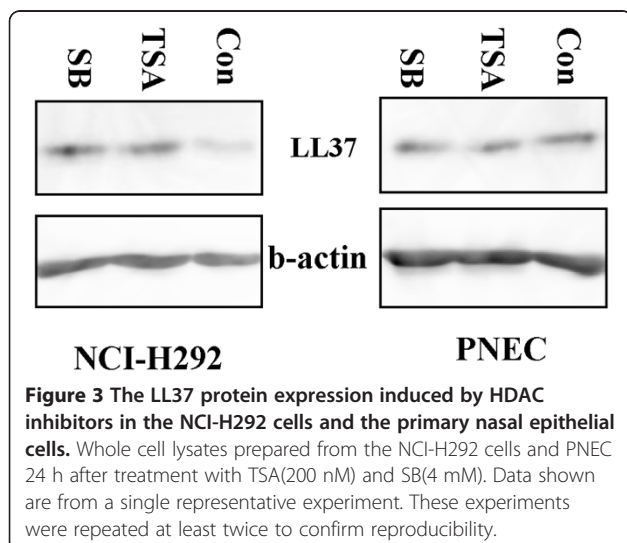 SB TSA Con SB TSA Con
LL37
b-actin
NCI-H292 PNEC
Figure 3 The LL37 protein expression induced by HDAC
inhibitors in the NCI-H292 cells and the primary nasal epithelial
cells. Whole cell lysates prepared from the NCI-H292 cells and PNEC
24 h after treatment with TSA(200 nM) and SB(4 mM). Data shown
are from a single representative experiment. These experiments
were repeated at least twice to confirm reproducibility.